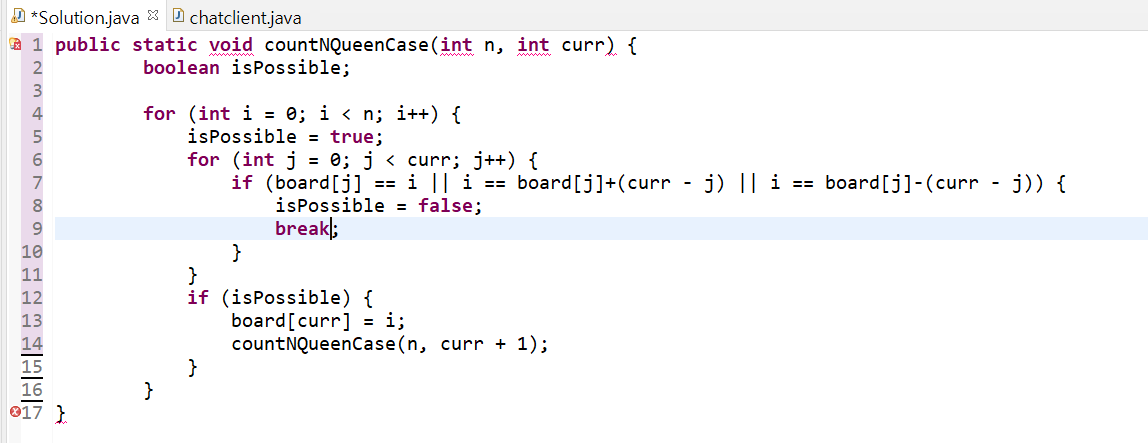 *Solution.java chatclient.java
1 public static void countNQueenCase(int n, int curr) {
2         boolean isPossible;
3
4         for (int i = 0; i < n; i++) {
5             isPossible = true;
6             for (int j = 0; j < curr; j++) {
7                 if (board[j] == i || i == board[j]+(curr - j) || i == board[j]-(curr - j)) {
8                     isPossible = false;
9                     break;
10                 }
11             }
12             if (isPossible) {
13                 board[curr] = i;
14                 countNQueenCase(n, curr + 1);
15             }
16         }
17 }